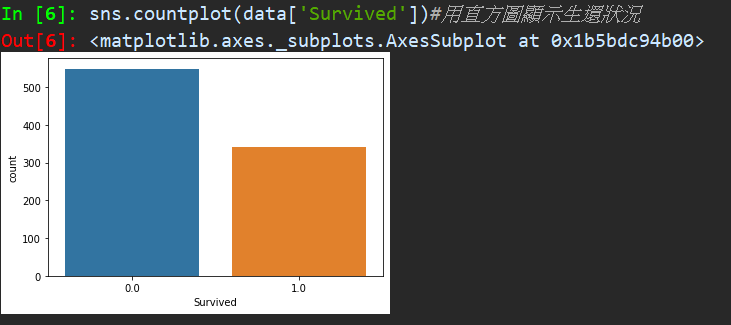 In [6]: sns.countplot(data['Survived'])#用直方圖顯示生還狀況
Out[6]: <matplotlib.axes._subplots.AxesSubplot at 0x1b5bdc94b00>
500
400
300
200
100
0
count
0.0 1.0
Survived